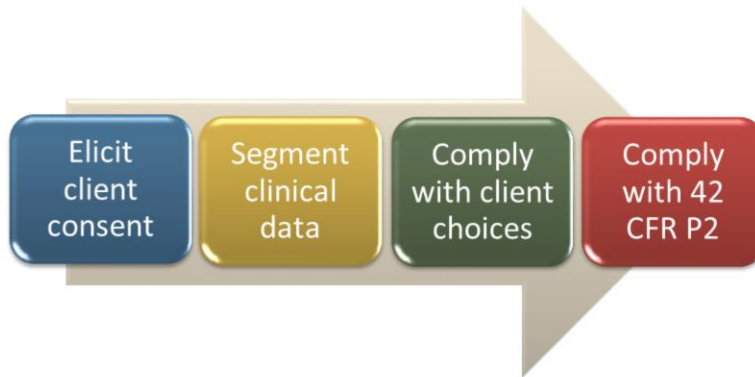 Elicit
client
consent
Segment
clinical
data
Comply
with client
choices
Comply
with 42
CFR P2